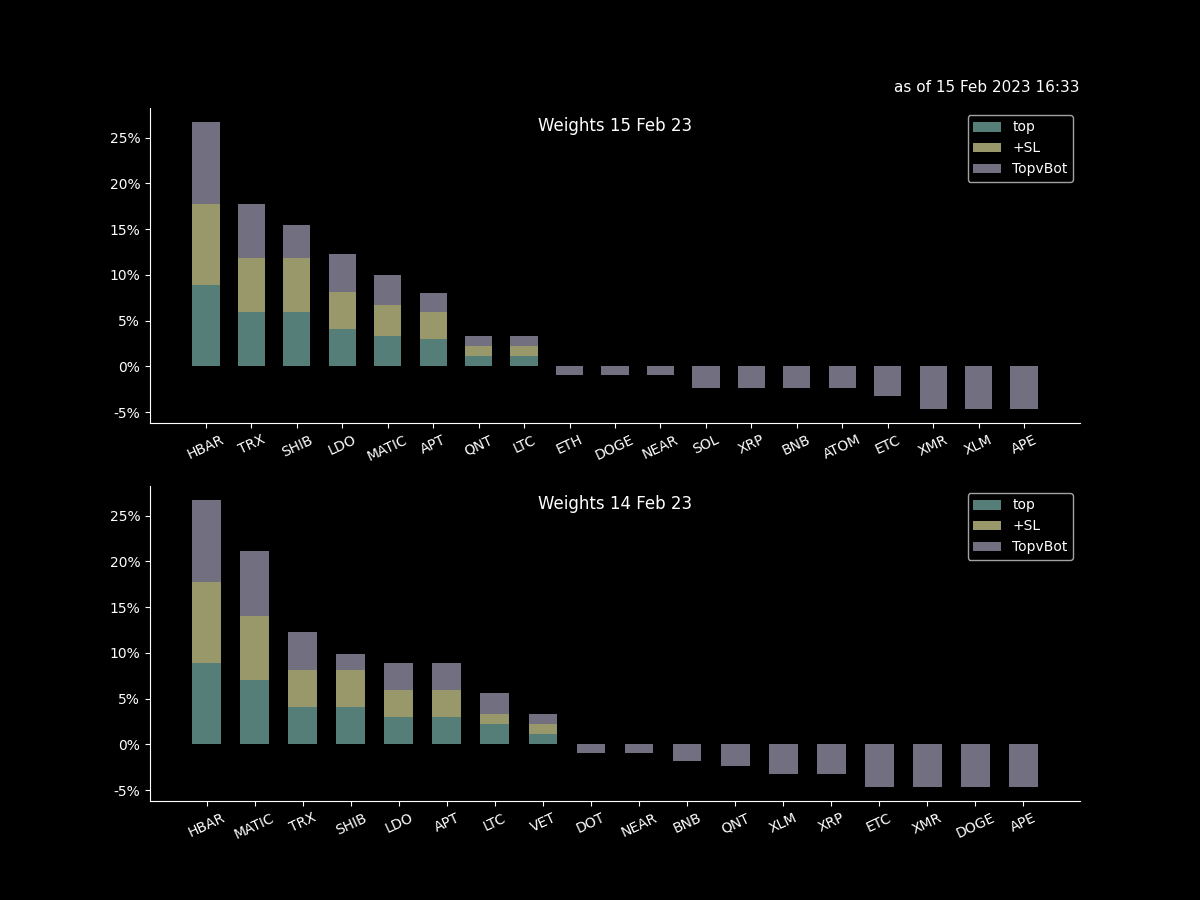 as of 15 Feb 2023 16:33
Weights 15 Feb 23
top
+SL
TopvBot
25%
20%
15%
10%
5%
0%
-5%
HBAR TRX SHIB LDO MATIC APT QNT LTC ETH DOGE NEAR SOL XRP BNB ATOM ETC XMR XLM APE
Weights 14 Feb 23
top
+SL
TopvBot
25%
20%
15%
10%
5%
0%
-5%
HBAR MATIC TRX SHIB LDO APT LTC VET DOT NEAR BNB QNT XLM XRP ETC XMR DOGE APE